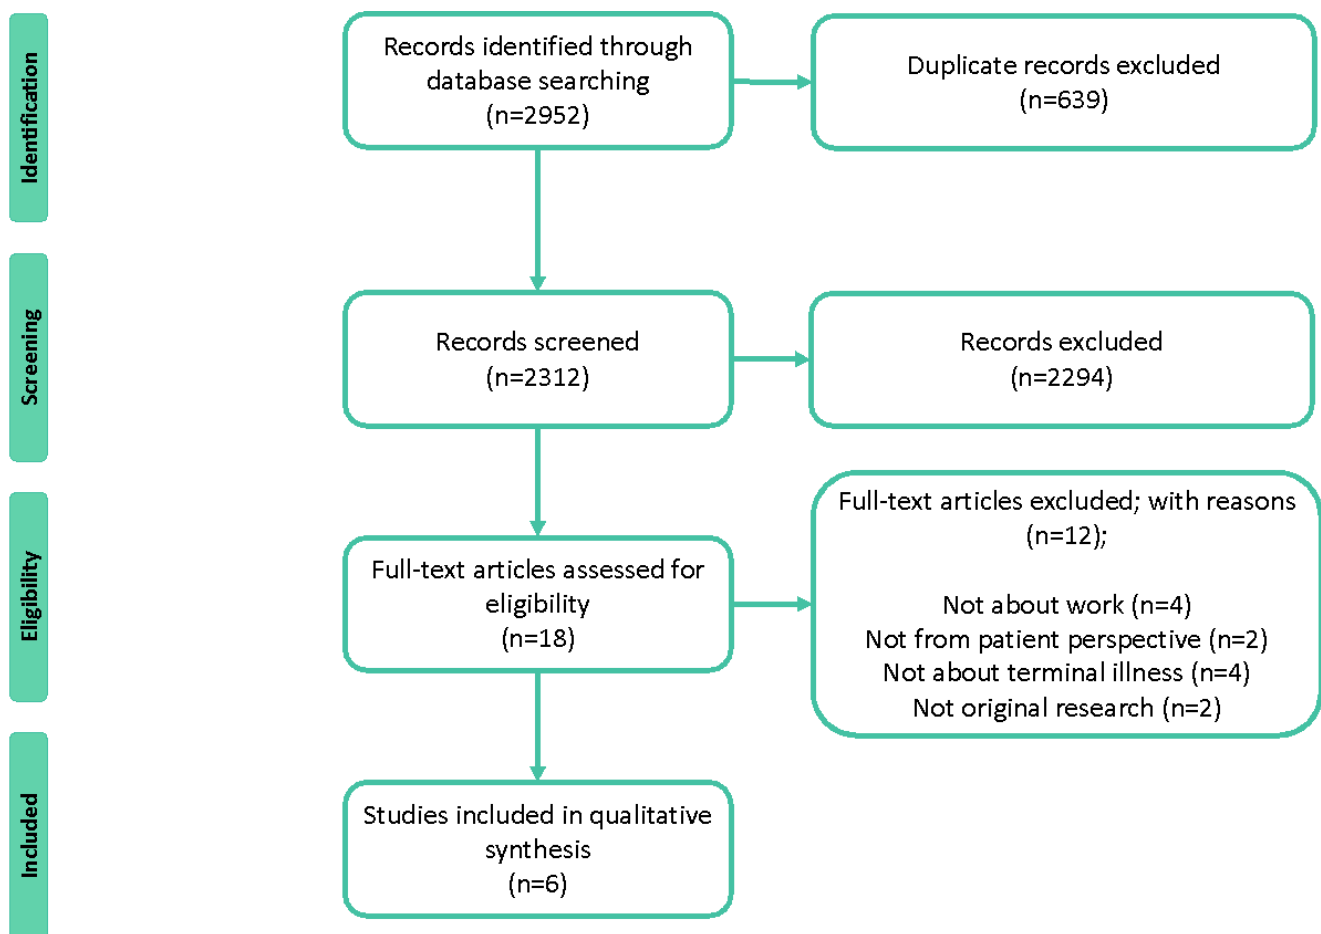 Identification
Records identified through
database searching
(n=2952)
Duplicate records excluded
(n=639)
Screening
Records screened
(n=2312)
Records excluded
(n=2294)
Eligibility
Full-text articles assessed for
eligibility
(n=18)
Full-text articles excluded; with reasons
(n=12);
Not about work (n=4)
Not from patient perspective (n=2)
Not about terminal illness (n=4)
Not original research (n=2)
Included
Studies included in qualitative
synthesis
(n=6)